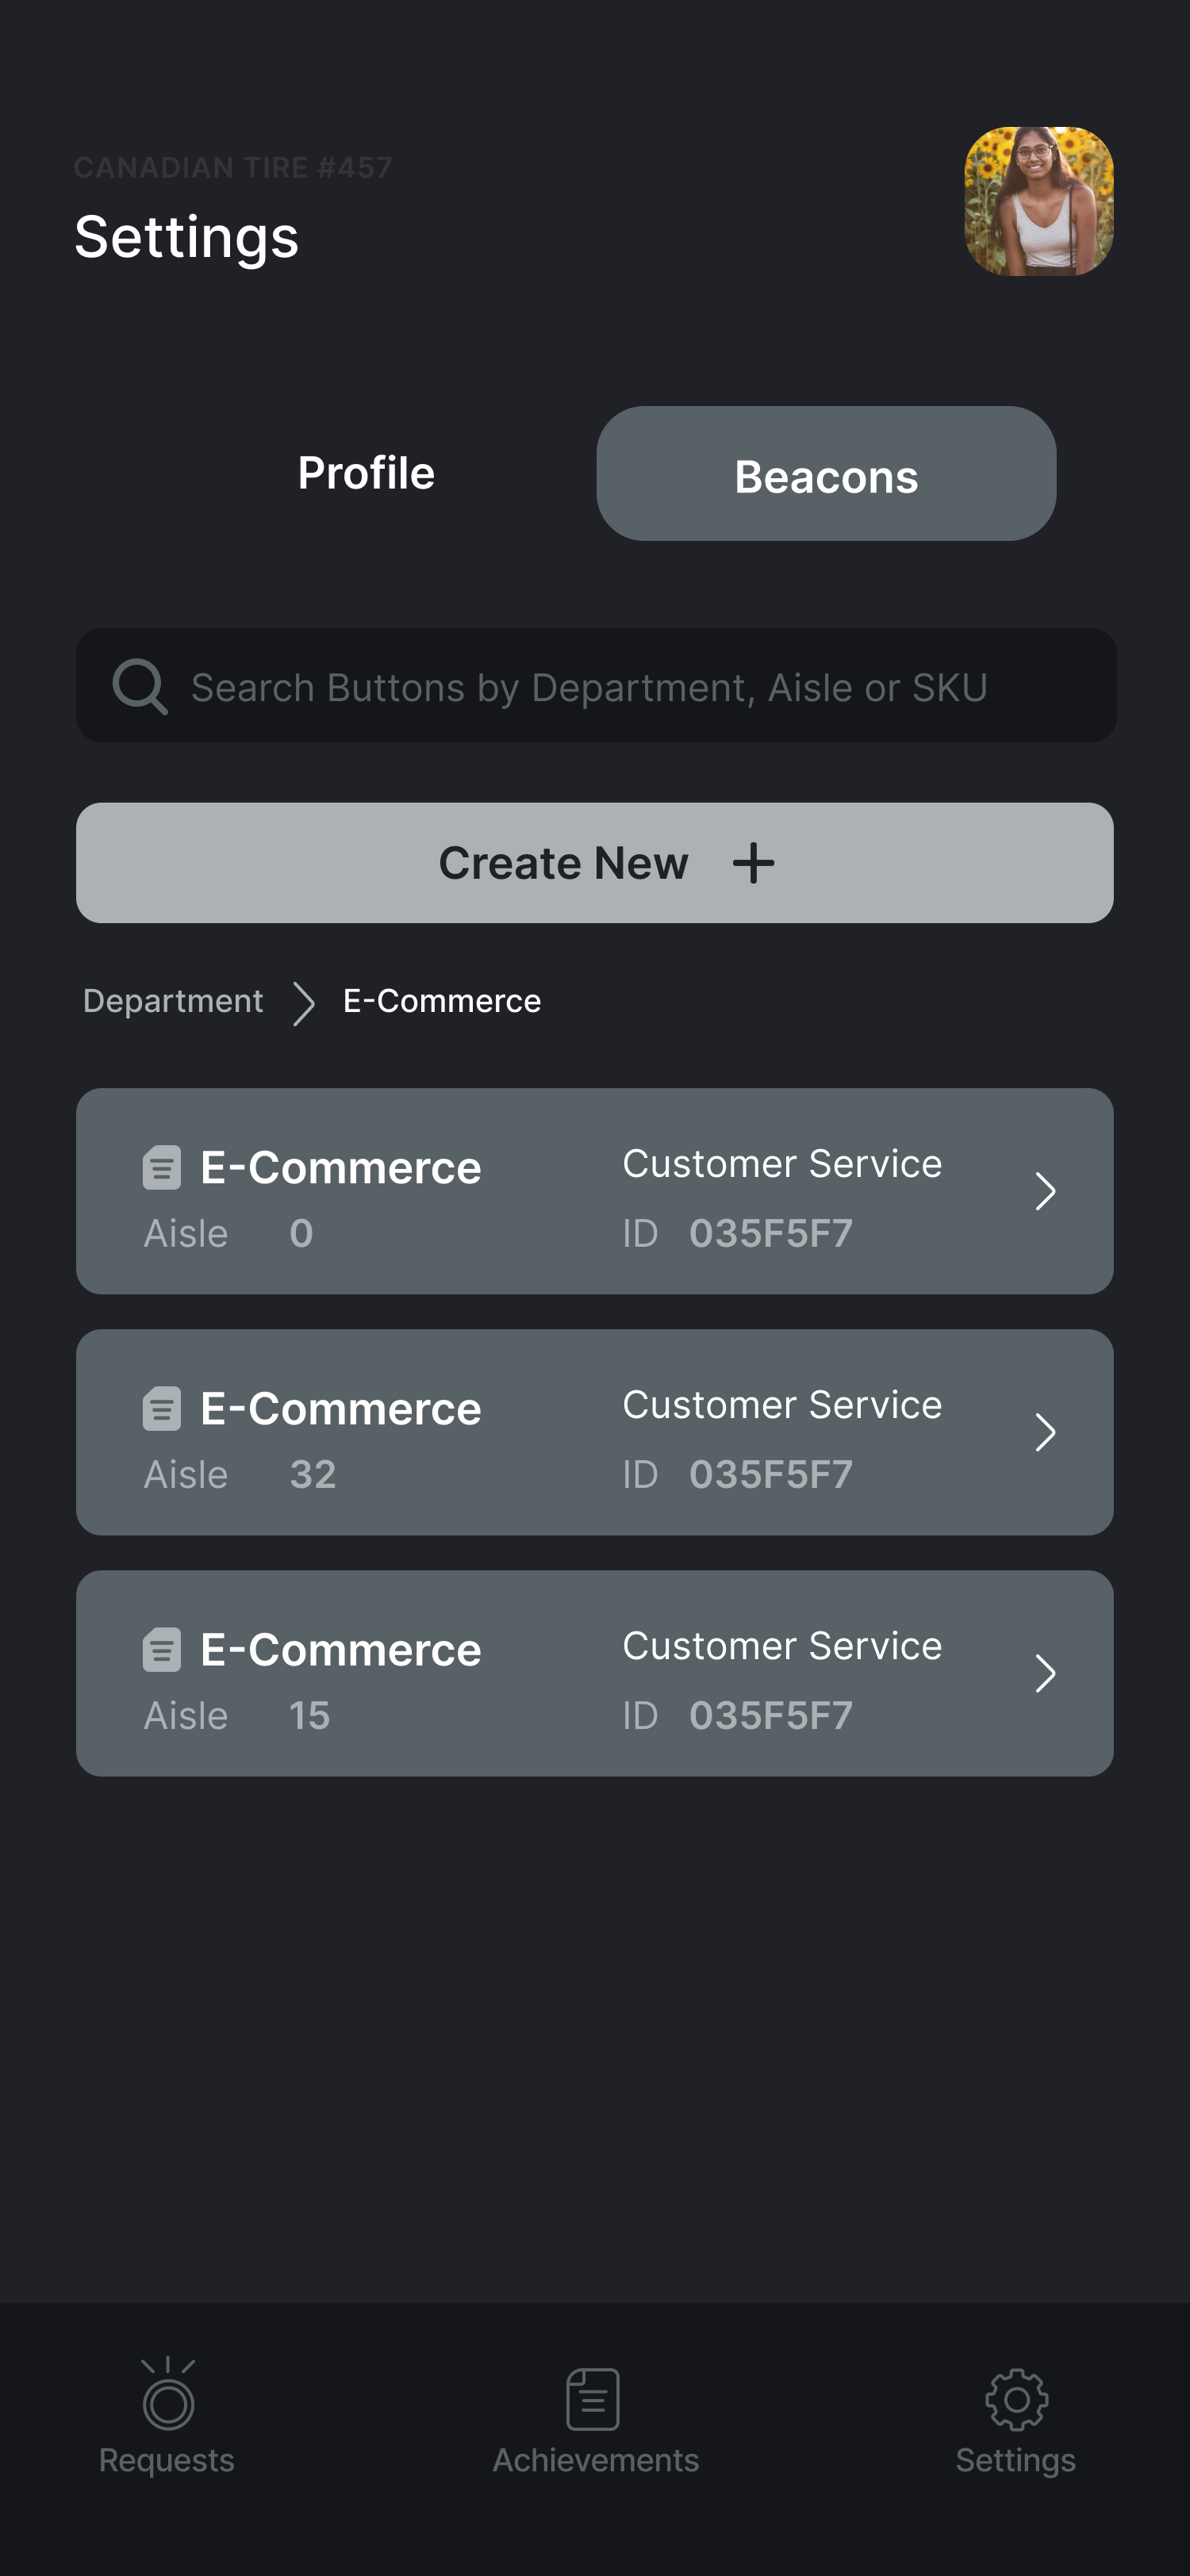 CANADIAN TIRE #457
Settings
Profile
Beacons
Search Buttons by Department, Aisle or SKU
Create New +
Department
E-Commerce
E-Commerce
Customer Service
Aisle 0
ID 035F5F7
E-Commerce
Customer Service
Aisle 32
ID 035F5F7
E-Commerce
Customer Service
Aisle 15
ID 035F5F7
Requests
Achievements
Settings